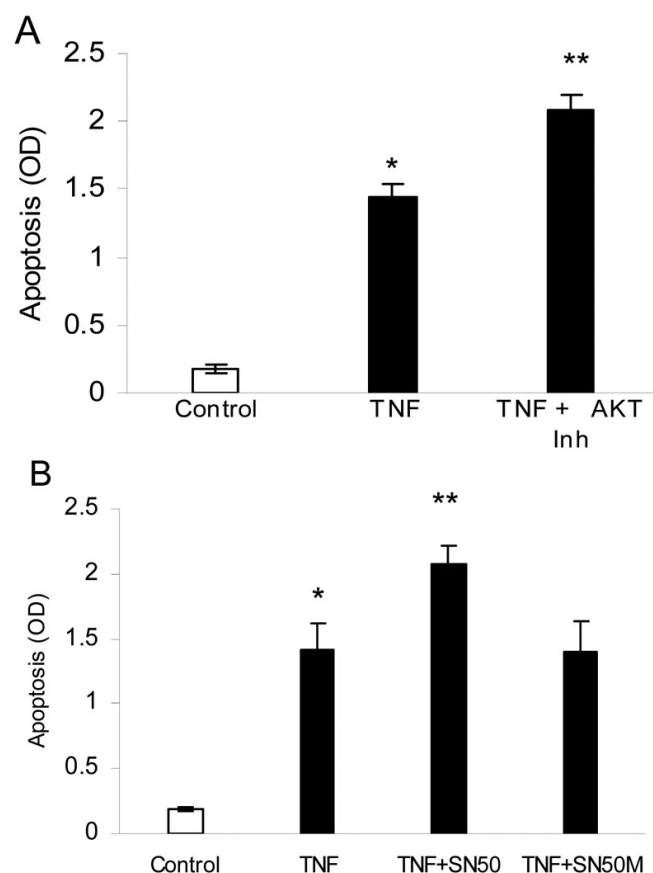 A
Apoptosis (OD)
2.5
2
1.5
1
0.5
0
*
**
Control
TNF
TNF + AKT
Inh
B
Apoptosis (OD)
2.5
2
1.5
1
0.5
0
*
**
Control
TNF
TNF+SN50
TNF+SN50M